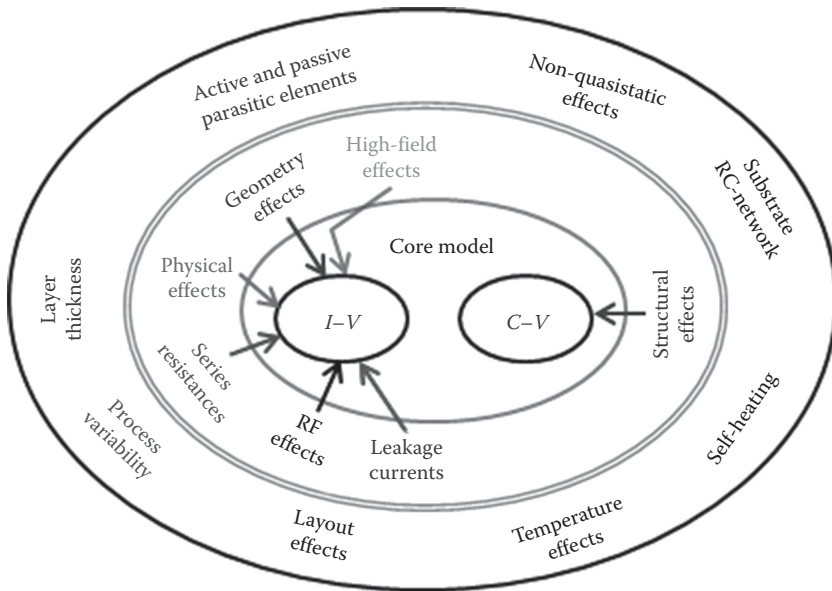 Active and passive
parasitic elements
Non-quasistatic
effects
High-field
effects
Geometry
effects
Substrate
RC-network
Core model
Physical
effects
Layer
thickness
I–V
C–V
Structural
effects
Series
resistances
Process
variability
RF
effects
Leakage
currents
Self-heating
Layout
effects
Temperature
effects